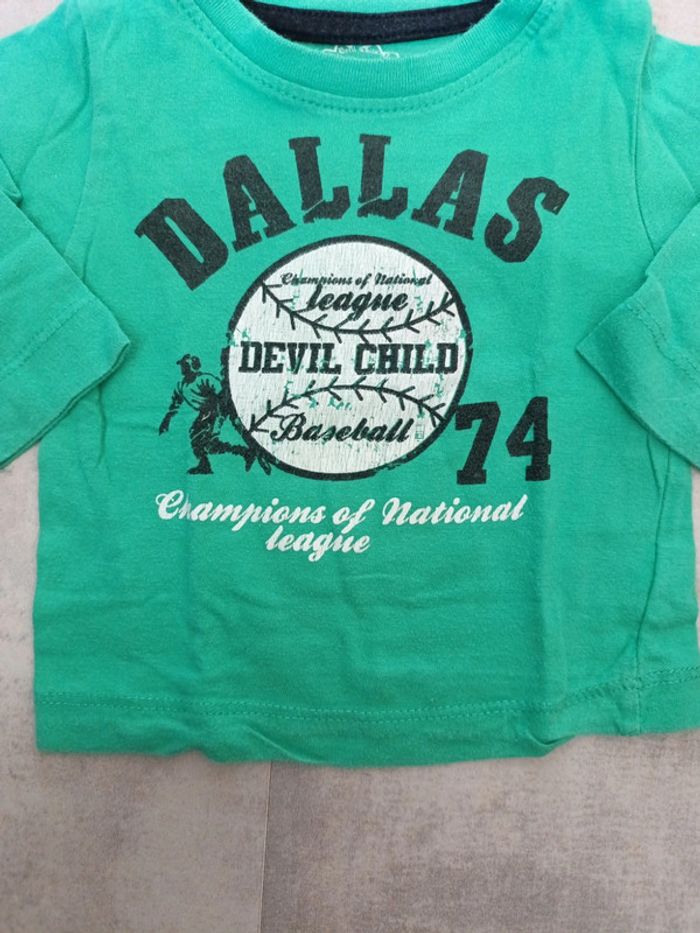 DALLAS
Champions of National
league
DEVIL CHILD
Baseball
74
Champions of National
league